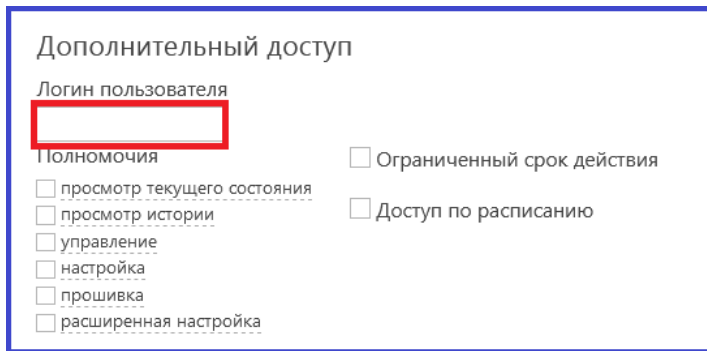 Дополнительный доступ
Логин пользователя
Полномочия
просмотр текущего состояния
просмотр истории
управление
настройка
прошивка
расширенная настройка
Ограниченный срок действия
Доступ по расписанию